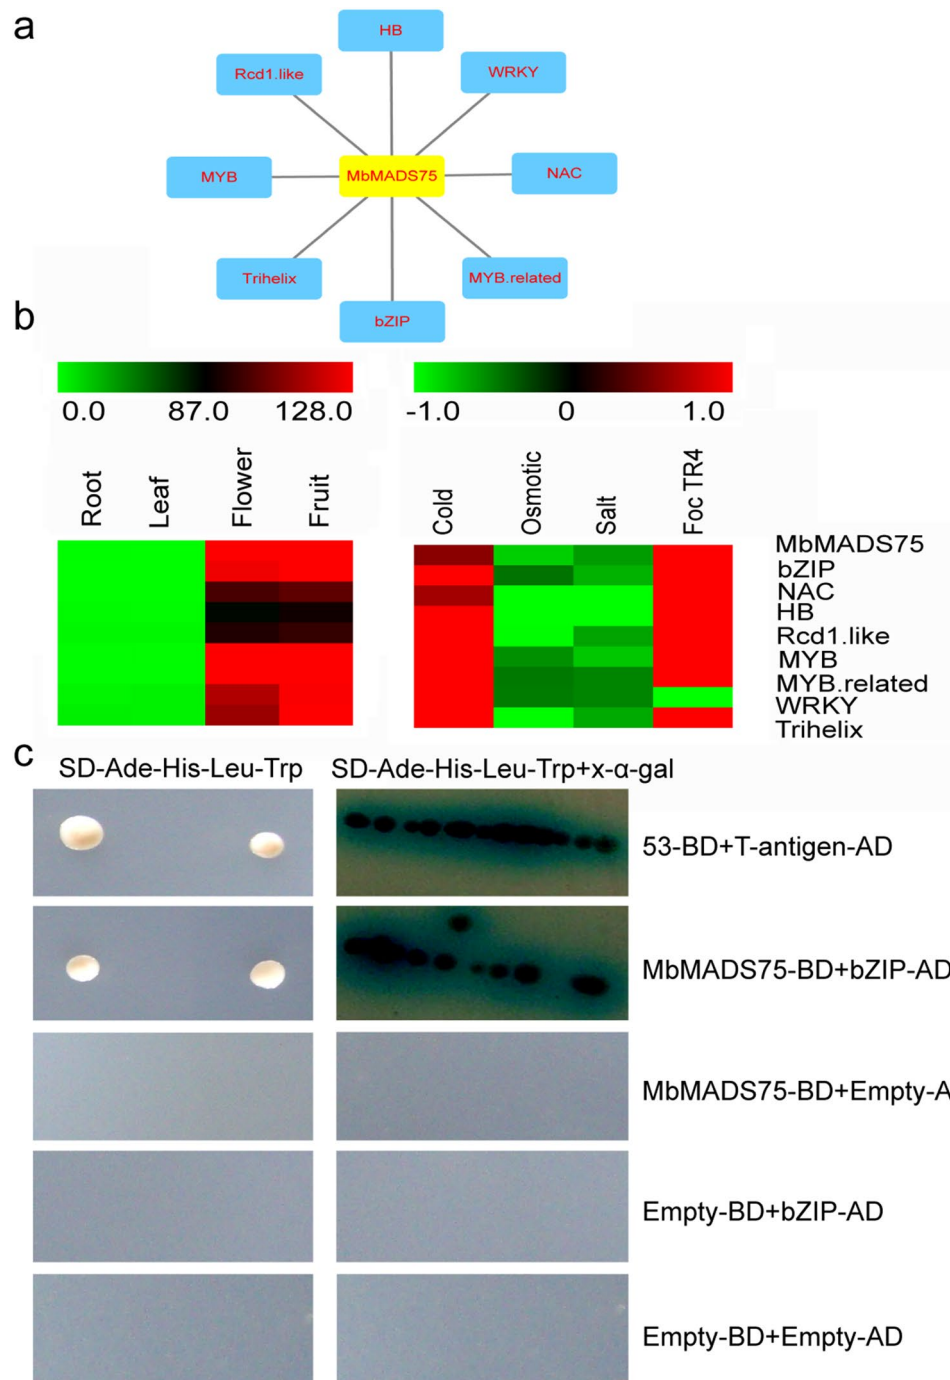 a
HB
Rcd1.like
WRKY
MYB
MbMADS75
NAC
Trihelix
MYB.related
bZIP
b
0.0 87.0 128.0
-1.0 0 1.0
Root
Leaf
Flower
Fruit
Cold
Osmotic
Salt
Foc TR4
MbMADS75
bZIP
NAC
HB
Rcd1.like
MYB
MYB.related
WRKY
Trihelix
c
SD-Ade-His-Leu-Trp
SD-Ade-His-Leu-Trp+x-α-gal
53-BD+T-antigen-AD
MbMADS75-BD+bZIP-AD
MbMADS75-BD+Empty-A
Empty-BD+bZIP-AD
Empty-BD+Empty-AD